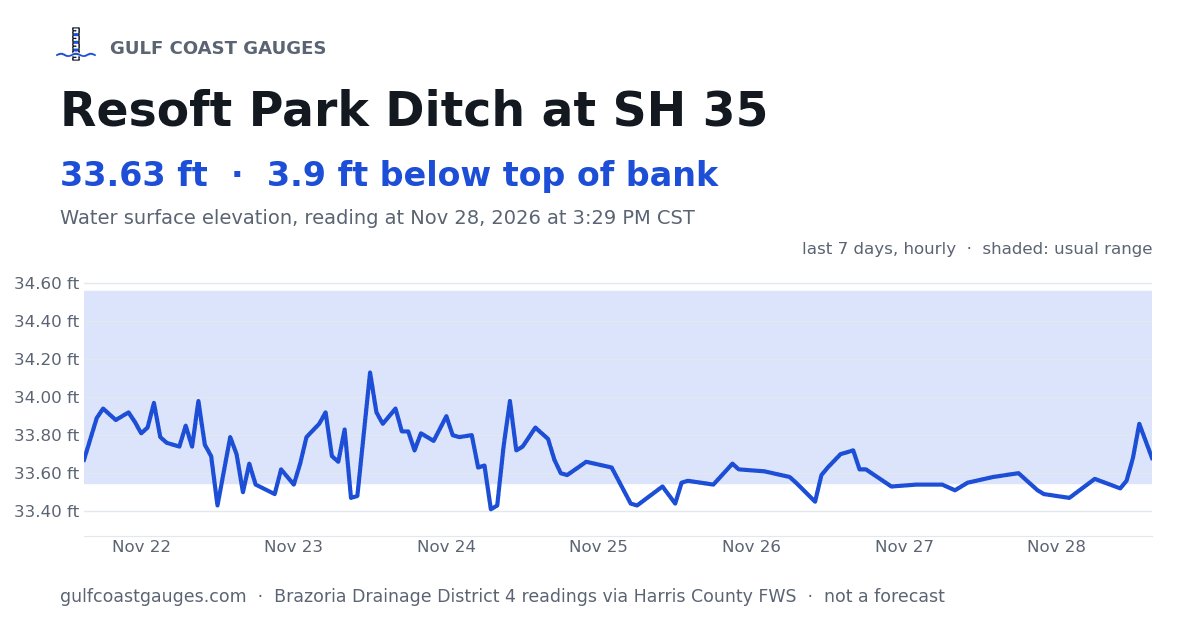 GULF COAST GAUGES
Resoft Park Ditch at SH 35
33.63 ft · 3.9 ft below top of bank
Water surface elevation, reading at Nov 28, 2026 at 3:29 PM CST
last 7 days, hourly · shaded: usual range
34.60 ft
34.40 ft
34.20 ft
34.00 ft
33.80 ft
33.60 ft
33.40 ft
Nov 22 Nov 23 Nov 24 Nov 25 Nov 26 Nov 27 Nov 28
gulfcoastgauges.com · Brazoria Drainage District 4 readings via Harris County FWS · not a forecast